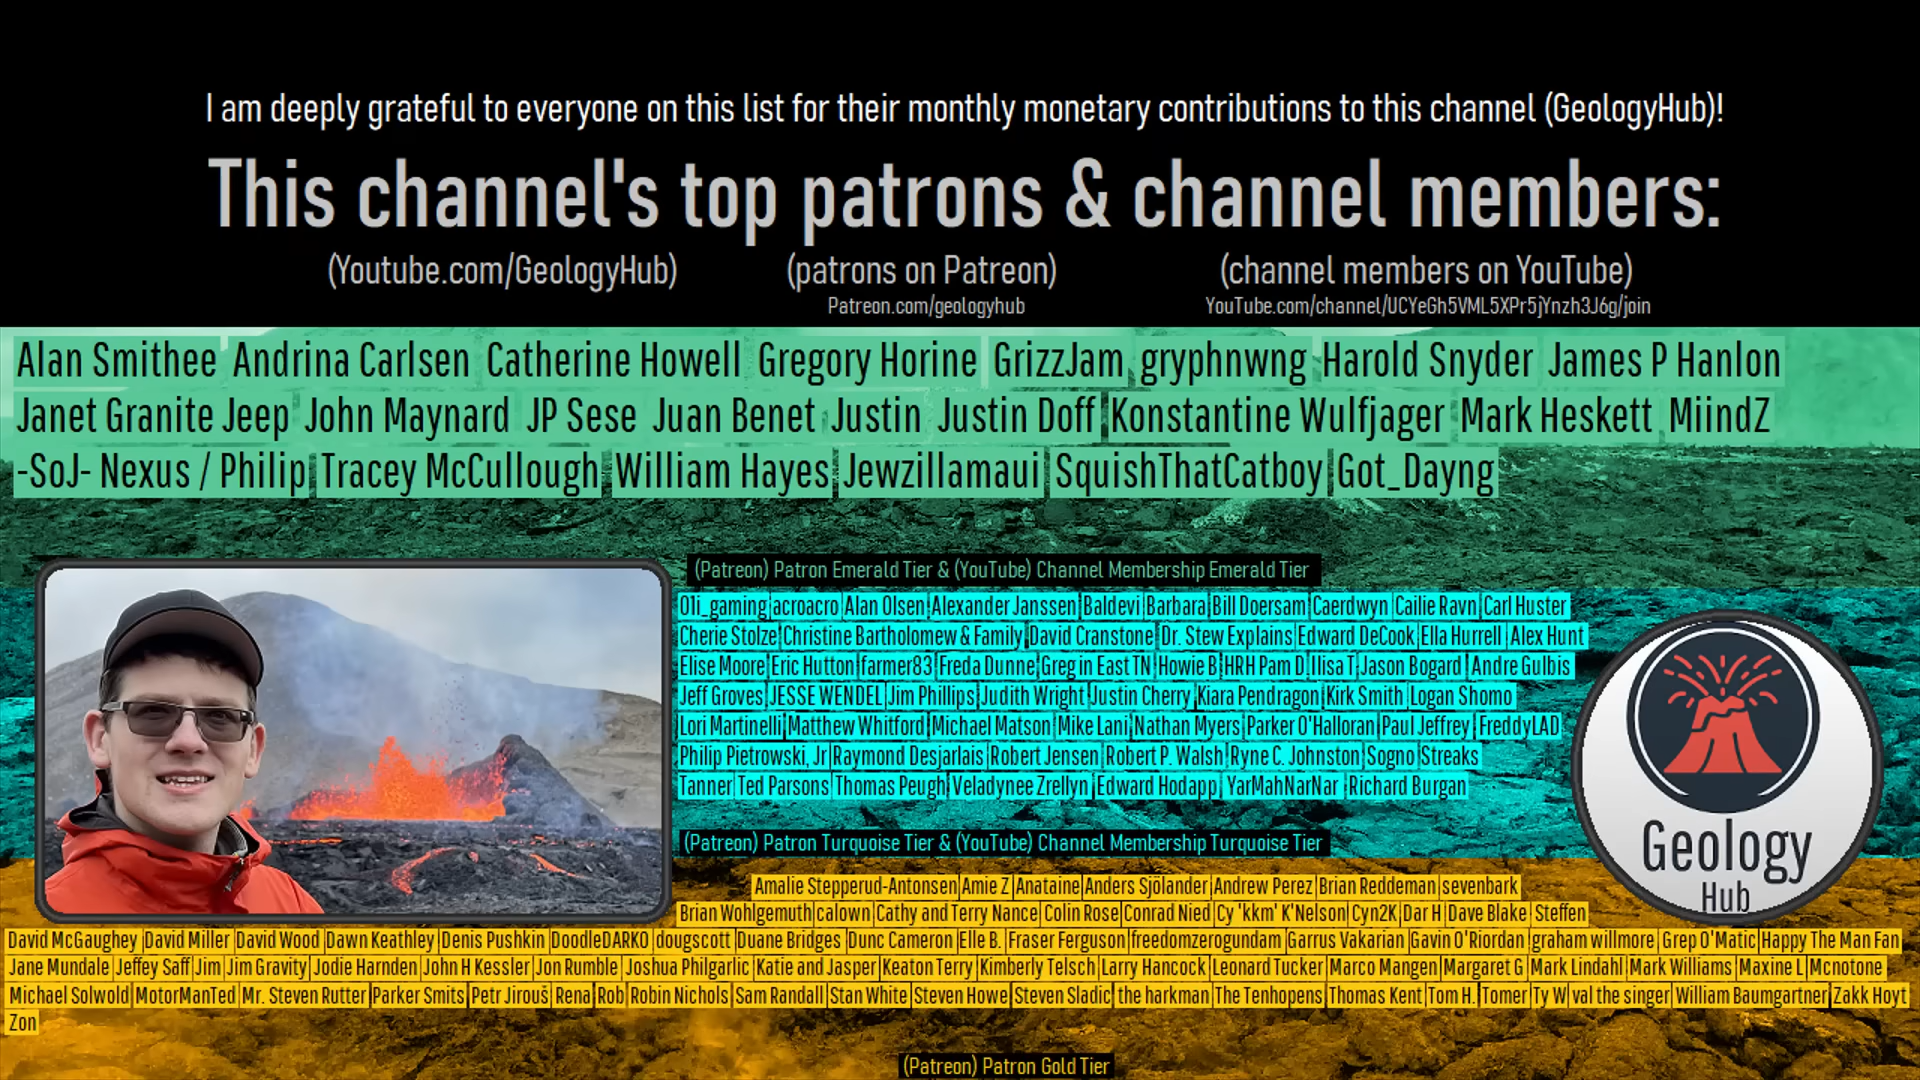 I am deeply grateful to everyone on this list for their monthly monetary contributions to this channel (GeologyHub)!
This channel's top patrons & channel members:
(Youtube.com/GeologyHub) (patrons on Patreon) (channel members on YouTube)
Patreon.com/geologyhub YouTube.com/channel/UCYeGh5VML5XPr5jYnzh3J6g/join
Alan Smithee Andrina Carlsen Catherine Howell Gregory Horine GrizzJam gryphnwng Harold Snyder James P Hanlon
Janet Granite Jeep John Maynard JP Sese Juan Benet Justin Justin Doff Konstantine Wulfjager Mark Heskett MiindZ
-SoJ- Nexus / Philip Tracey McCullough William Hayes Jewzillamaui SquishThatCatboy Got_Dayng
(Patreon) Patron Emerald Tier & (YouTube) Channel Membership Emerald Tier
01i_gaming acroacro Alan Olsen Alexander Janssen Baldevi Barbara Bill Doersam Caerdwyn Cailie Ravn Carl Huster
Cherie Stolze Christine Bartholomew & Family David Cranstone Dr. Stew Explains Edward DeCook Ella Hurrell Alex Hunt
Elise Moore Eric Hutton farmer83 Freda Dunne Greg in East TN Howie B HRH Pam D Ilisa T Jason Bogard Andre Gulbis
Jeff Groves JESSE WENDEL Jim Phillips Judith Wright Justin Cherry Kiara Pendragon Kirk Smith Logan Shomo
Lori Martinelli Matthew Whitford Michael Matson Mike Lani Nathan Myers Parker O'Halloran Paul Jeffrey FreddyLAD
Philip Pietrowski, Jr Raymond Desjarlais Robert Jensen Robert P. Walsh Ryne C. Johnston Sogno Streaks
Tanner Ted Parsons Thomas Peugh Veladynee Zrellyn Edward Hodapp YarMahNarNar Richard Burgan
(Patreon) Patron Turquoise Tier & (YouTube) Channel Membership Turquoise Tier
Geology
Hub
Amalie Stepperud-Antonsen Amie Z Anataine Anders Sjölander Andrew Perez Brian Reddeman sevenbark
Brian Wohlgemuth calown Cathy and Terry Nance Colin Rose Conrad Nied Cy 'kkm' K'Nelson Cyn2K Dar H Dave Blake Steffen
David McGaughey David Miller David Wood Dawn Keathley Denis Pushkin DoodleDARKO dougscott Duane Bridges Dunc Cameron Elle B. Fraser Ferguson freedomzerogundam Garrus Vakarian Gavin O'Riordan graham willmore Grep O'Matic Happy The Man Fan
Jane Mundale Jeffey Saff Jim Jim Gravity Jodie Harnden John H Kessler Jon Rumble Joshua Philgarlic Katie and Jasper Keaton Terry Kimberly Telsch Larry Hancock Leonard Tucker Marco Mangen Margaret G Mark Lindahl Mark Williams Maxine L Mcnotone
Michael Solwold MotorManTed Mr. Steven Rutter Parker Smits Petr Jirouš Rena Rob Robin Nichols Sam Randall Stan White Steven Howe Steven Sladic the harkman The Tenhopens Thomas Kent Tom H. Tomer Ty W val the singer William Baumgartner Zakk Hoyt
Zon
(Patreon) Patron Gold Tier